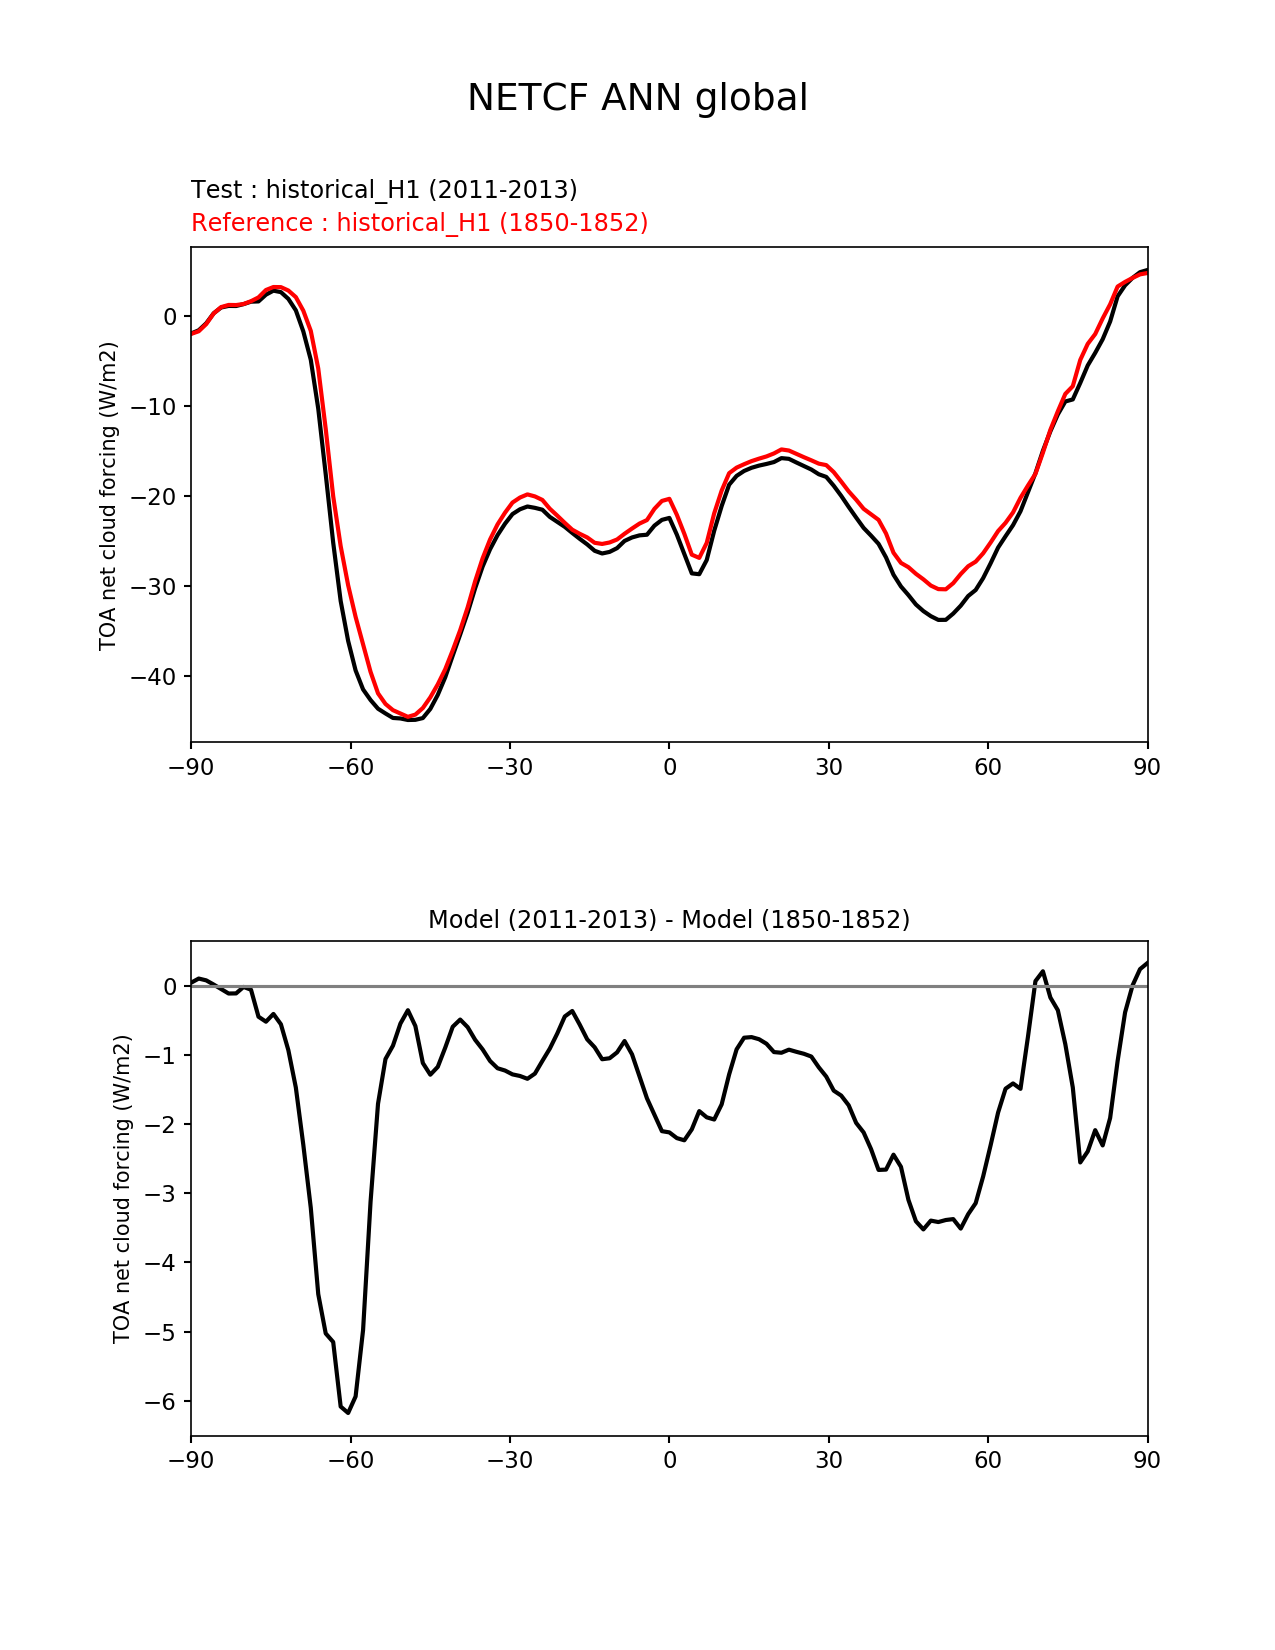 NETCF ANN global
Test : historical_H1 (2011-2013)
Reference : historical_H1 (1850-1852)
TOA net cloud forcing (W/m2)
0
−10
−20
−30
−40
−90 −60 −30 0 30 60 90
Model (2011-2013) - Model (1850-1852)
TOA net cloud forcing (W/m2)
0
−1
−2
−3
−4
−5
−6
−90 −60 −30 0 30 60 90